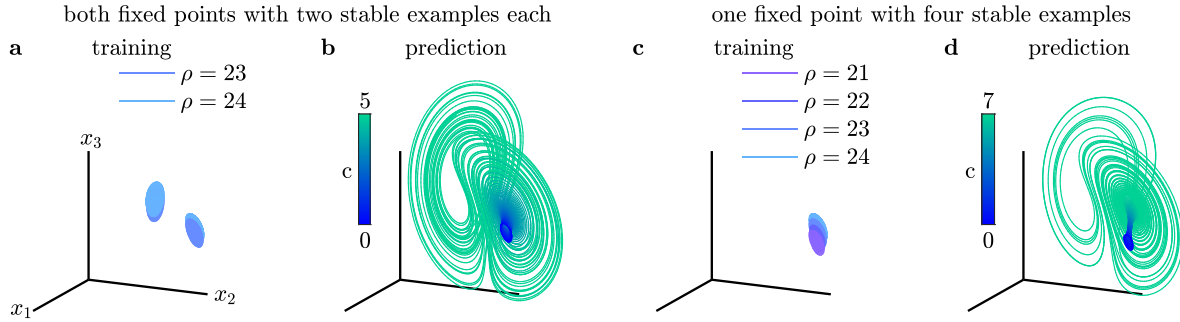 both fixed points with two stable examples each
a training
ρ = 23
ρ = 24
x₃
x₁
x₂
b prediction
5
c
0
one fixed point with four stable examples
c training
ρ = 21
ρ = 22
ρ = 23
ρ = 24
d prediction
7
c
0